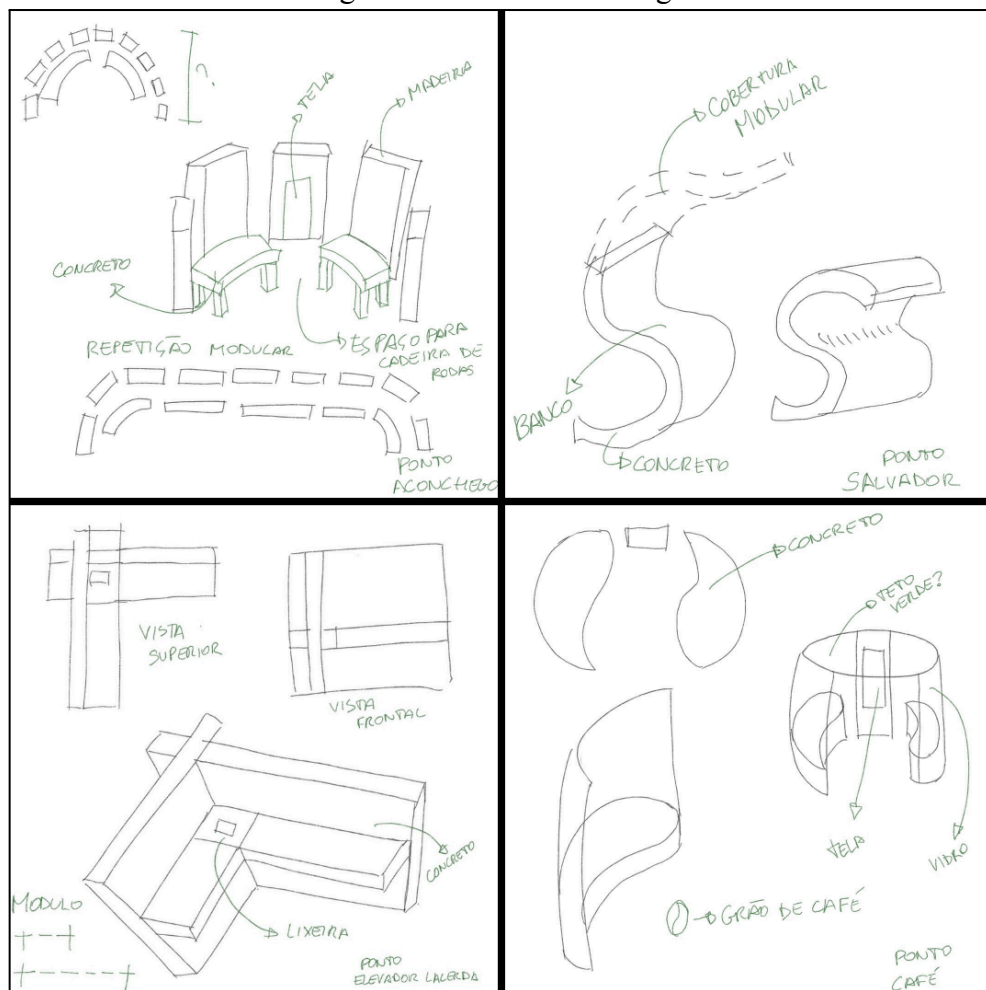 ?
TELA
MADEIRA
CONCRETO
REPETIÇÃO MODULAR
ESPAÇO PARA
CADEIRA DE
RODAS
PONTO
ACONCHEGO
COBERTURA
MODULAR
BANCO
CONCRETO
PONTO
SALVADOR
VISTA
SUPERIOR
VISTA
FRONTAL
CONCRETO
MODULO
LIXEIRA
PONTO
ELEVADOR LACERDA
CONCRETO
TETO
VERDE?
TELA
VIDRO
GRÃO DE CAFÉ
PONTO
CAFÉ